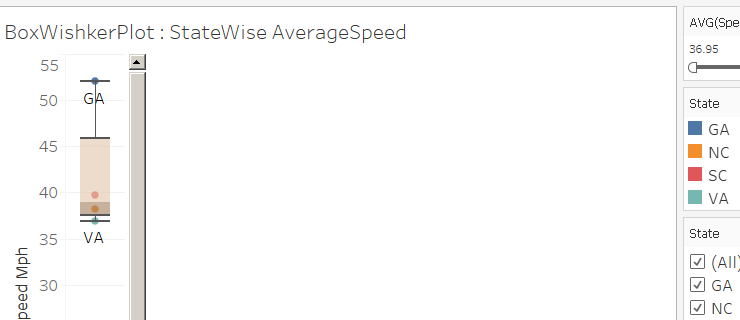 BoxWishkerPlot : StateWise AverageSpeed
55
50
45
40
35
30
GA
VA
peed Mph
AVG(Spe
36.95
State
GA
NC
SC
VA
State
(All)
GA
NC